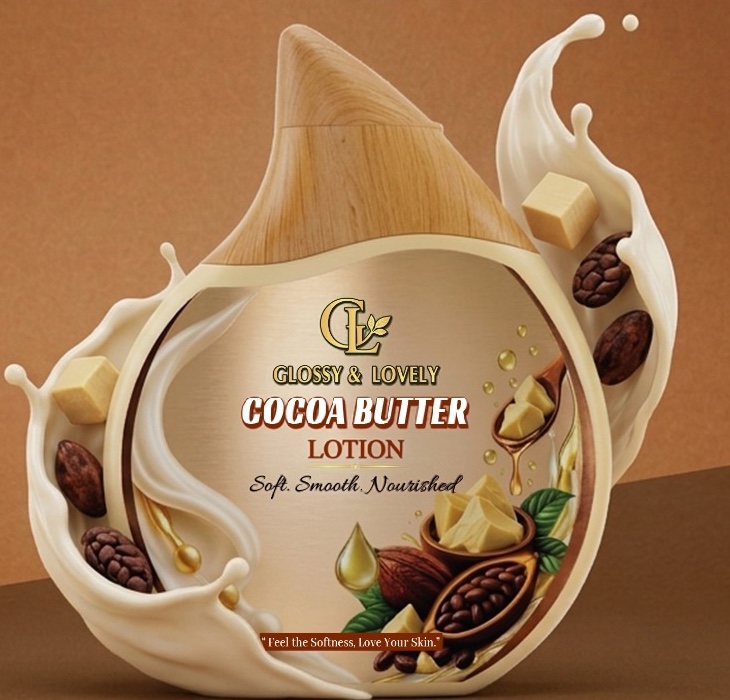 GL
GLOSSY & LOVELY
COCOA BUTTER
LOTION
Soft. Smooth. Nourished
"Feel the Softness, Love Your Skin."